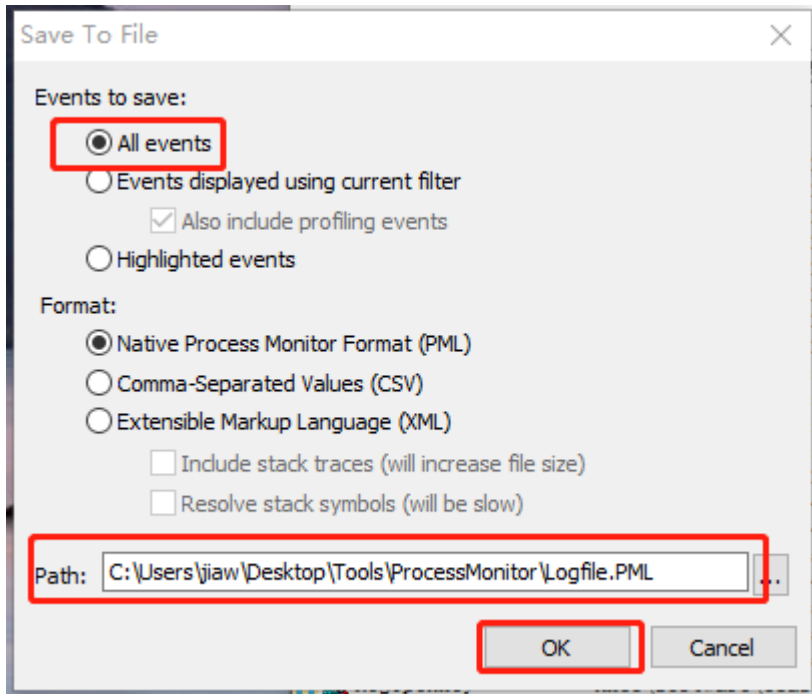 Save To File
Events to save:
All events
Events displayed using current filter
Also include profiling events
Highlighted events
Format:
Native Process Monitor Format (PML)
Comma-Separated Values (CSV)
Extensible Markup Language (XML)
Include stack traces (will increase file size)
Resolve stack symbols (will be slow)
Path: C:\Users\jiaw\Desktop\Tools\ProcessMonitor\Logfile.PML ...
OK Cancel